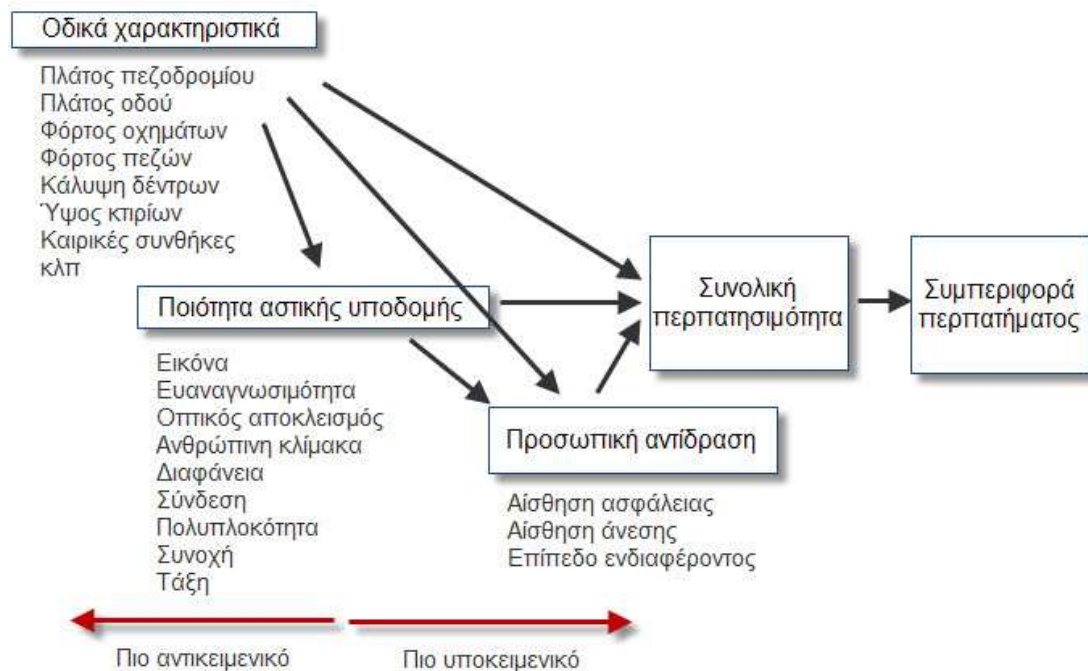 Οδικά χαρακτηριστικά
Πλάτος πεζοδρομίου
Πλάτος οδού
Φόρτος οχημάτων
Φόρτος πεζών
Κάλυψη δέντρων
Ύψος κτιρίων
Καιρικές συνθήκες
κλπ
Ποιότητα αστικής υποδομής
Εικόνα
Ευαναγνωσιμότητα
Οπτικός αποκλεισμός
Ανθρώπινη κλίμακα
Διαφάνεια
Σύνδεση
Πολυπλοκότητα
Συνοχή
Τάξη
Προσωπική αντίδραση
Αίσθηση ασφάλειας
Αίσθηση άνεσης
Επίπεδο ενδιαφέροντος
Συνολική
περπατησιμότητα
Συμπεριφορά
περπατήματος
Πιο αντικειμενικό
Πιο υποκειμενικό